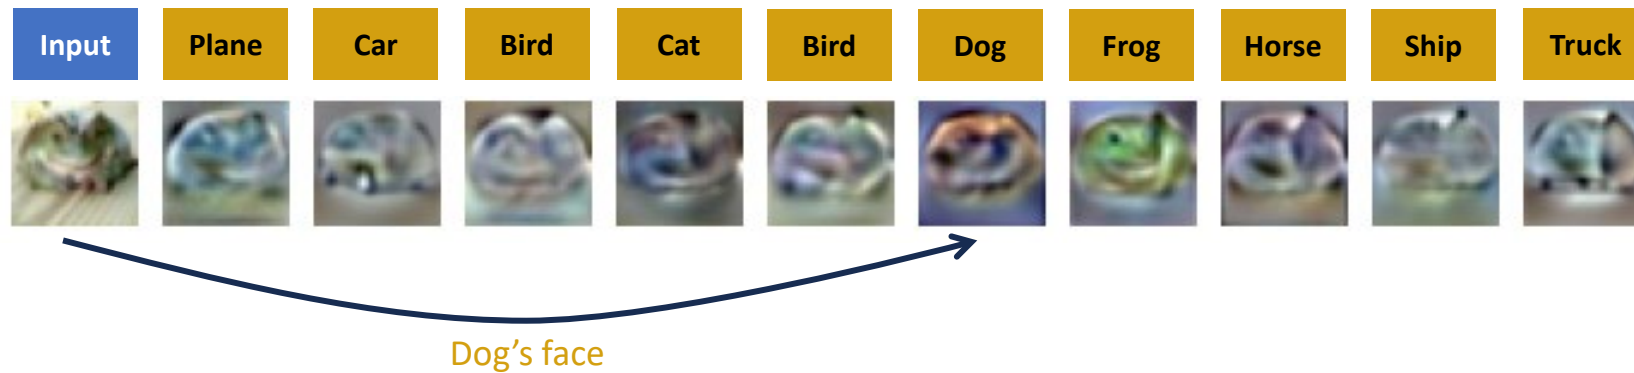 Input Plane Car Bird Cat Bird Dog Frog Horse Ship Truck
Dog's face